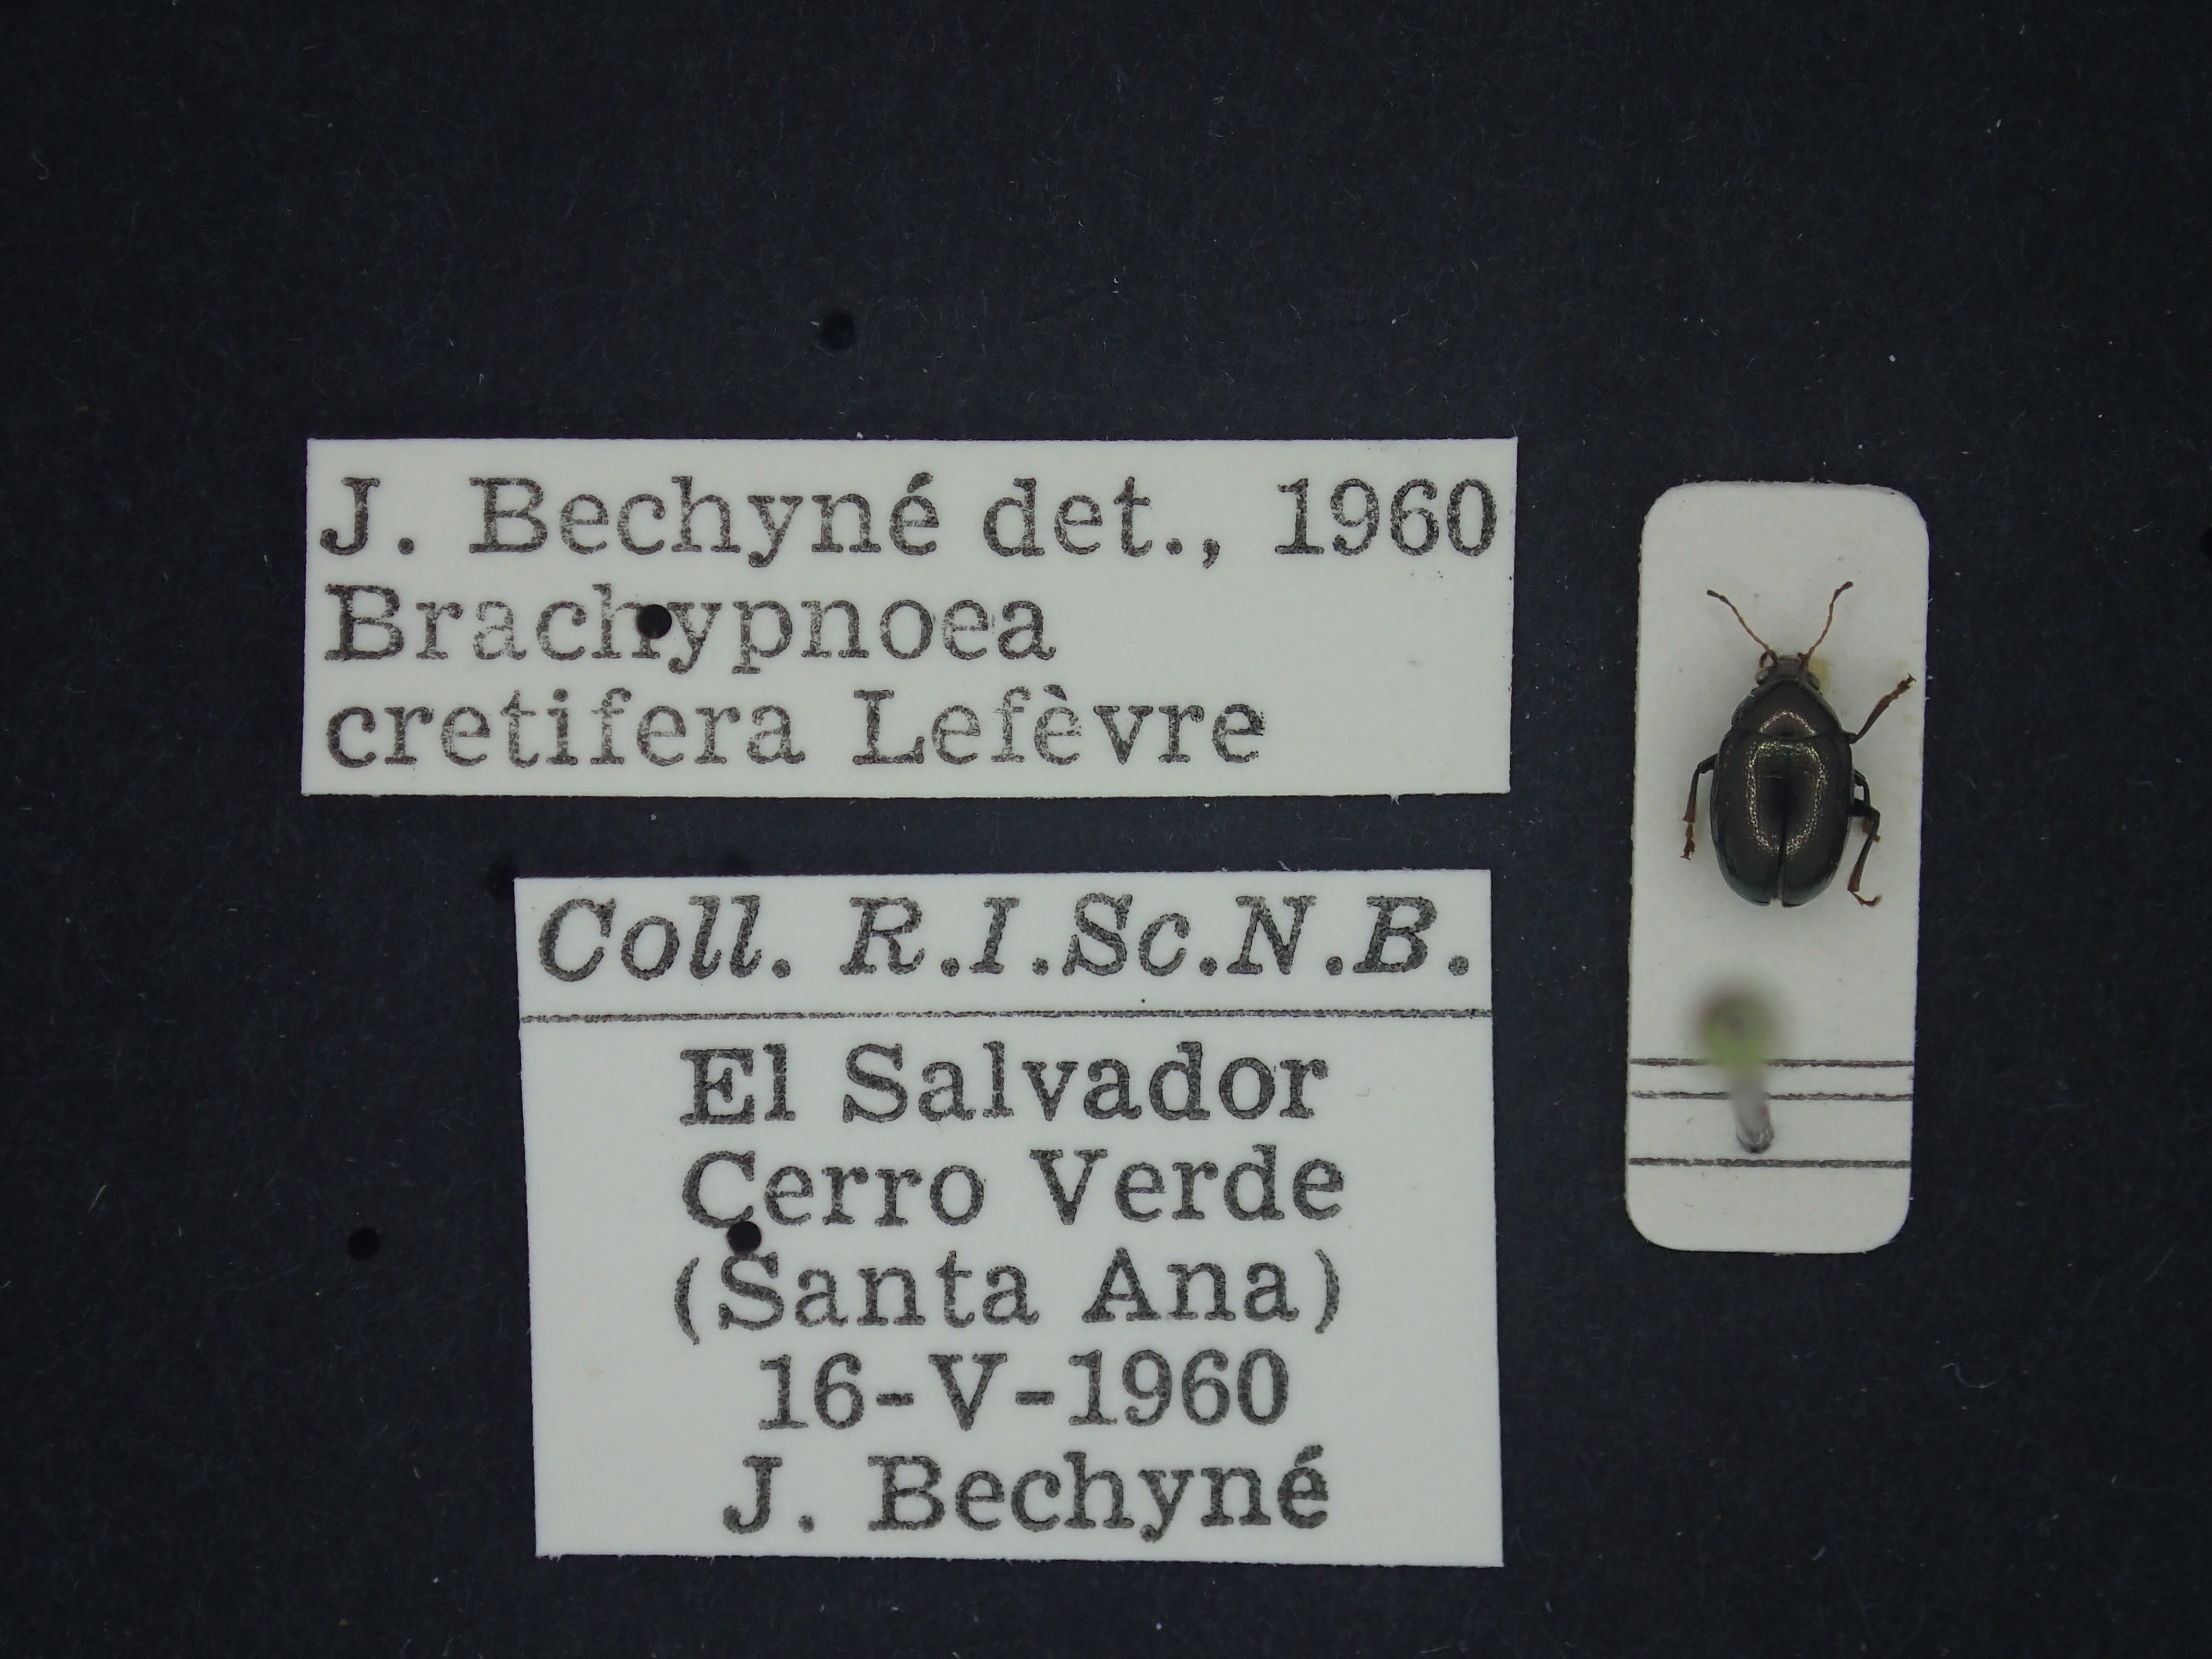 J. Bechyné det., 1960
Brachypnoea
cretifera Lefèvre
Coll. R.I.Sc.N.B.
El Salvador
Cerro Verde
(Santa Ana)
16-V-1960
J. Bechyné